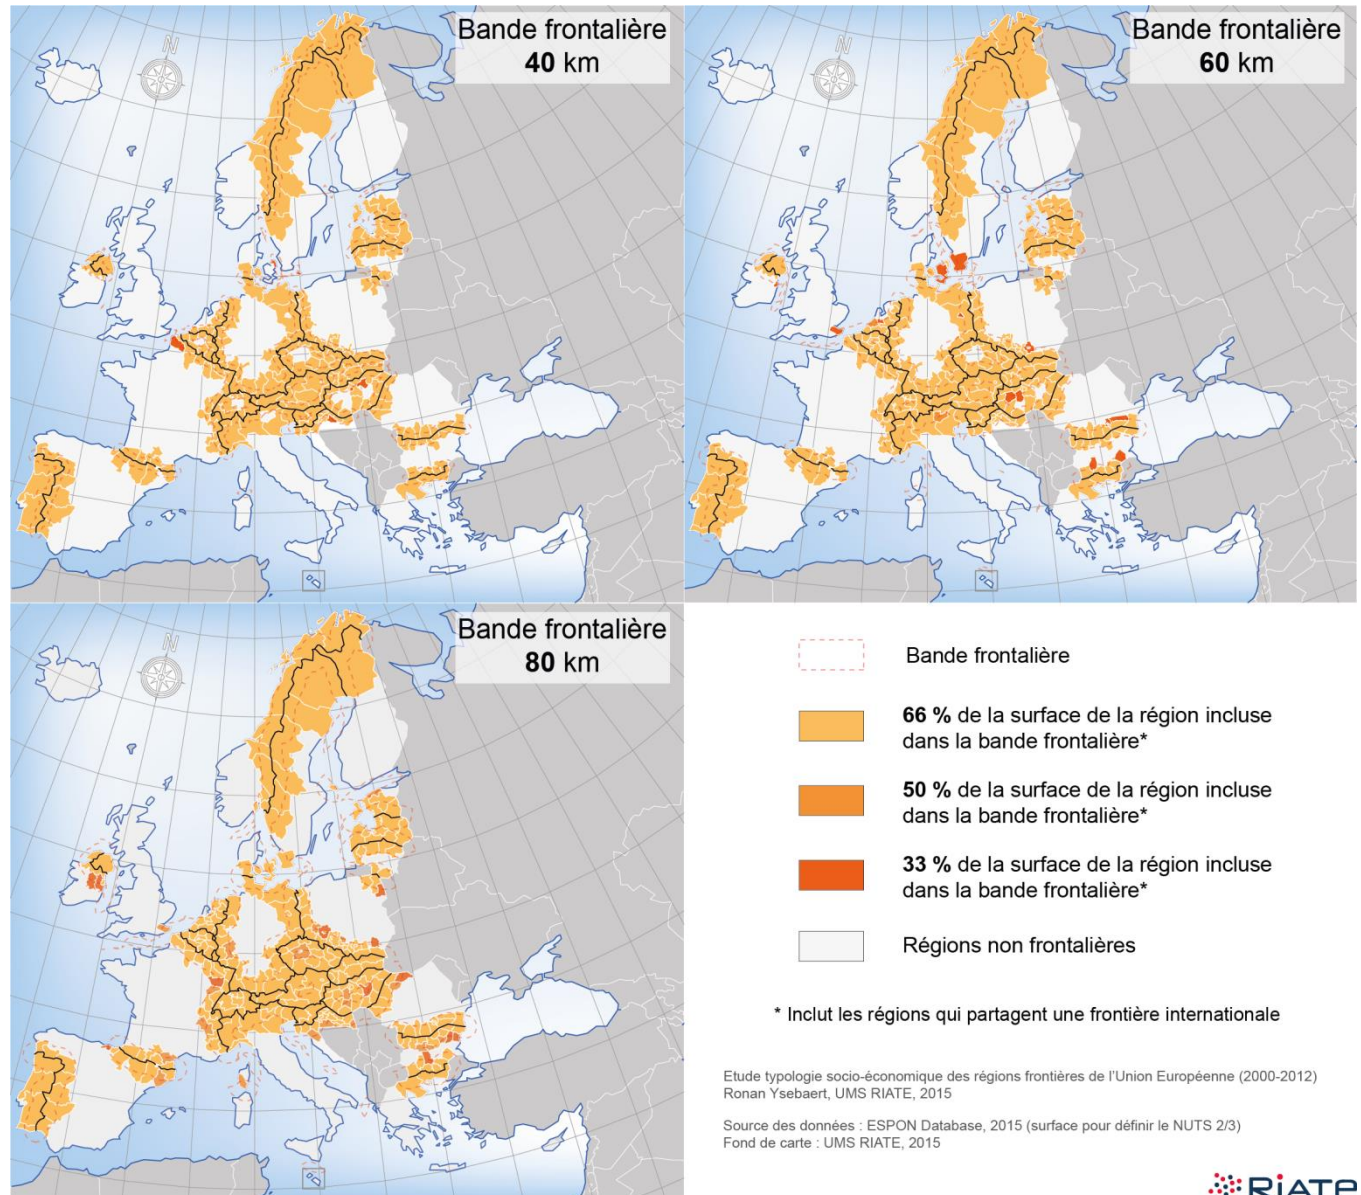 Bande frontalière
40 km
N
Bande frontalière
60 km
N
Bande frontalière
80 km
N
Bande frontalière
66 % de la surface de la région incluse
dans la bande frontalière*
50 % de la surface de la région incluse
dans la bande frontalière*
33 % de la surface de la région incluse
dans la bande frontalière*
Régions non frontalières
* Inclut les régions qui partagent une frontière internationale
Etude typologie socio-économique des régions frontières de l'Union Européenne (2000-2012)
Ronan Ysebaert, UMS RIATE, 2015
Source des données : ESPON Database, 2015 (surface pour définir le NUTS 2/3)
Fond de carte : UMS RIATE, 2015
RIATE